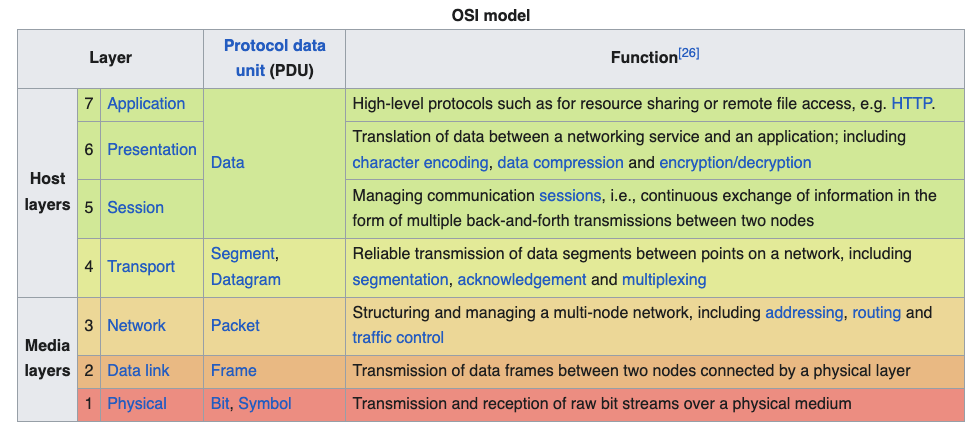 OSI model
Layer
Protocol data
unit (PDU)
Function[26]
Host
layers
7 Application
Data
High-level protocols such as for resource sharing or remote file access, e.g. HTTP.
6 Presentation
Translation of data between a networking service and an application; including
character encoding, data compression and encryption/decryption
5 Session
Managing communication sessions, i.e., continuous exchange of information in the
form of multiple back-and-forth transmissions between two nodes
4 Transport
Segment,
Datagram
Reliable transmission of data segments between points on a network, including
segmentation, acknowledgement and multiplexing
Media
layers
3 Network
Packet
Structuring and managing a multi-node network, including addressing, routing and
traffic control
2 Data link
Frame
Transmission of data frames between two nodes connected by a physical layer
1 Physical
Bit, Symbol
Transmission and reception of raw bit streams over a physical medium